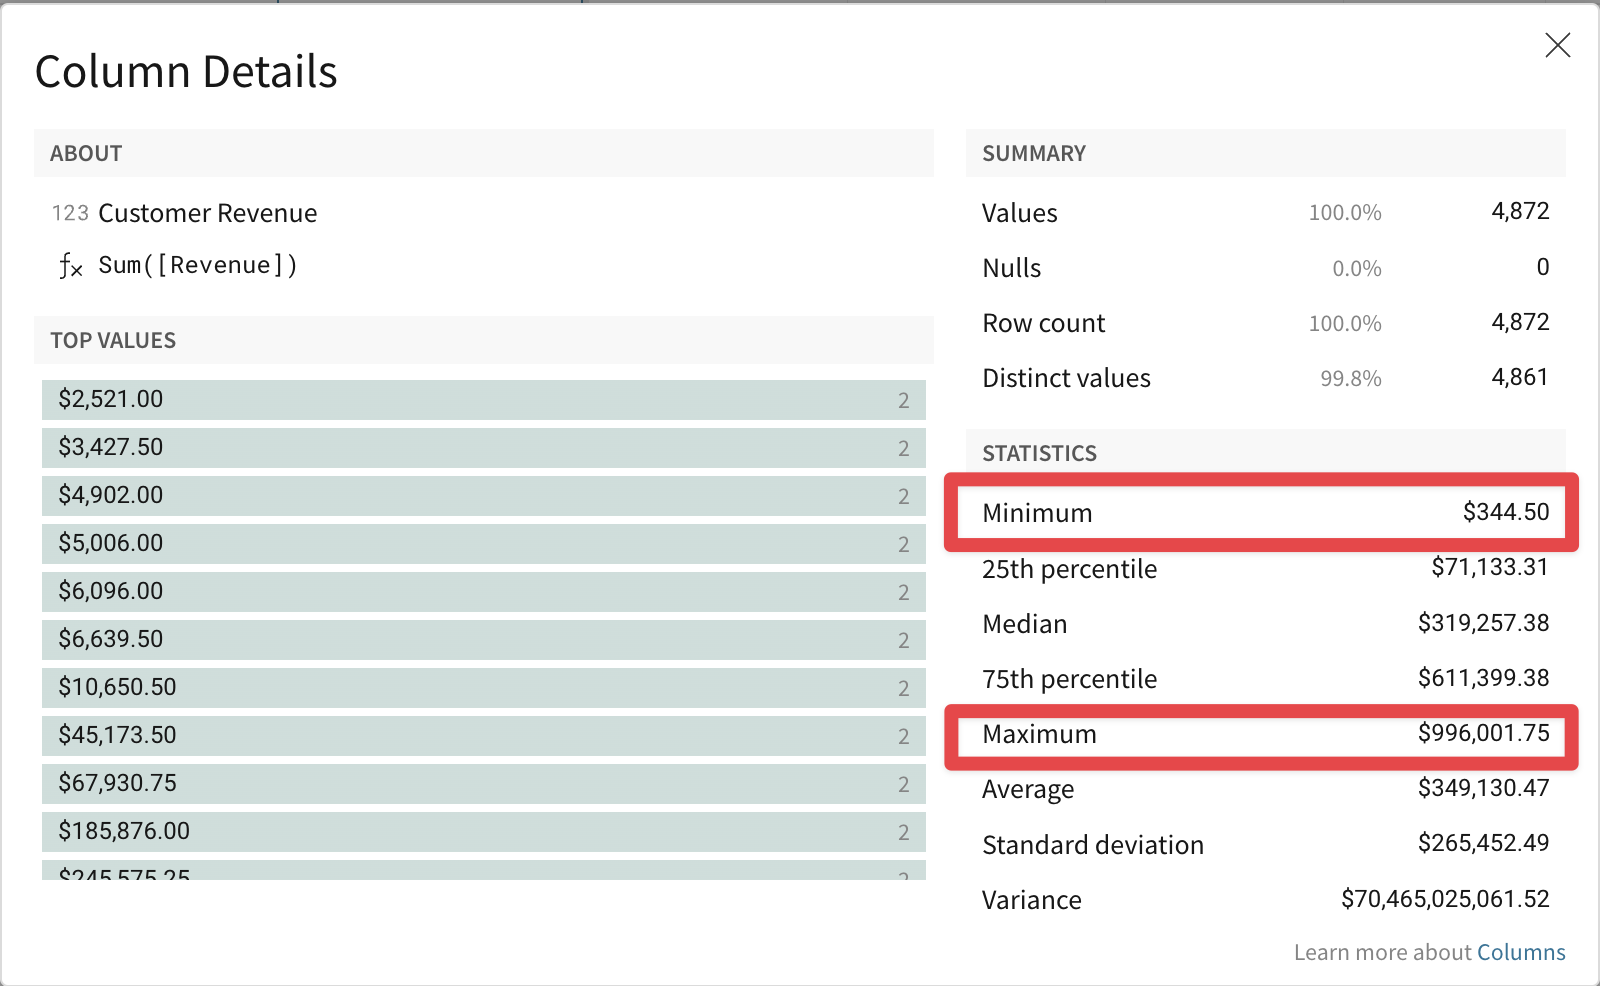 Column Details
ABOUT
123 Customer Revenue
fx Sum([Revenue])
TOP VALUES
$2,521.00 2
$3,427.50 2
$4,902.00 2
$5,006.00 2
$6,096.00 2
$6,639.50 2
$10,650.50 2
$45,173.50 2
$67,930.75 2
$185,876.00 2
$245,575.25 2
SUMMARY
Values 100.0% 4,872
Nulls 0.0% 0
Row count 100.0% 4,872
Distinct values 99.8% 4,861
STATISTICS
Minimum $344.50
25th percentile $71,133.31
Median $319,257.38
75th percentile $611,399.38
Maximum $996,001.75
Average $349,130.47
Standard deviation $265,452.49
Variance $70,465,025,061.52
Learn more about Columns